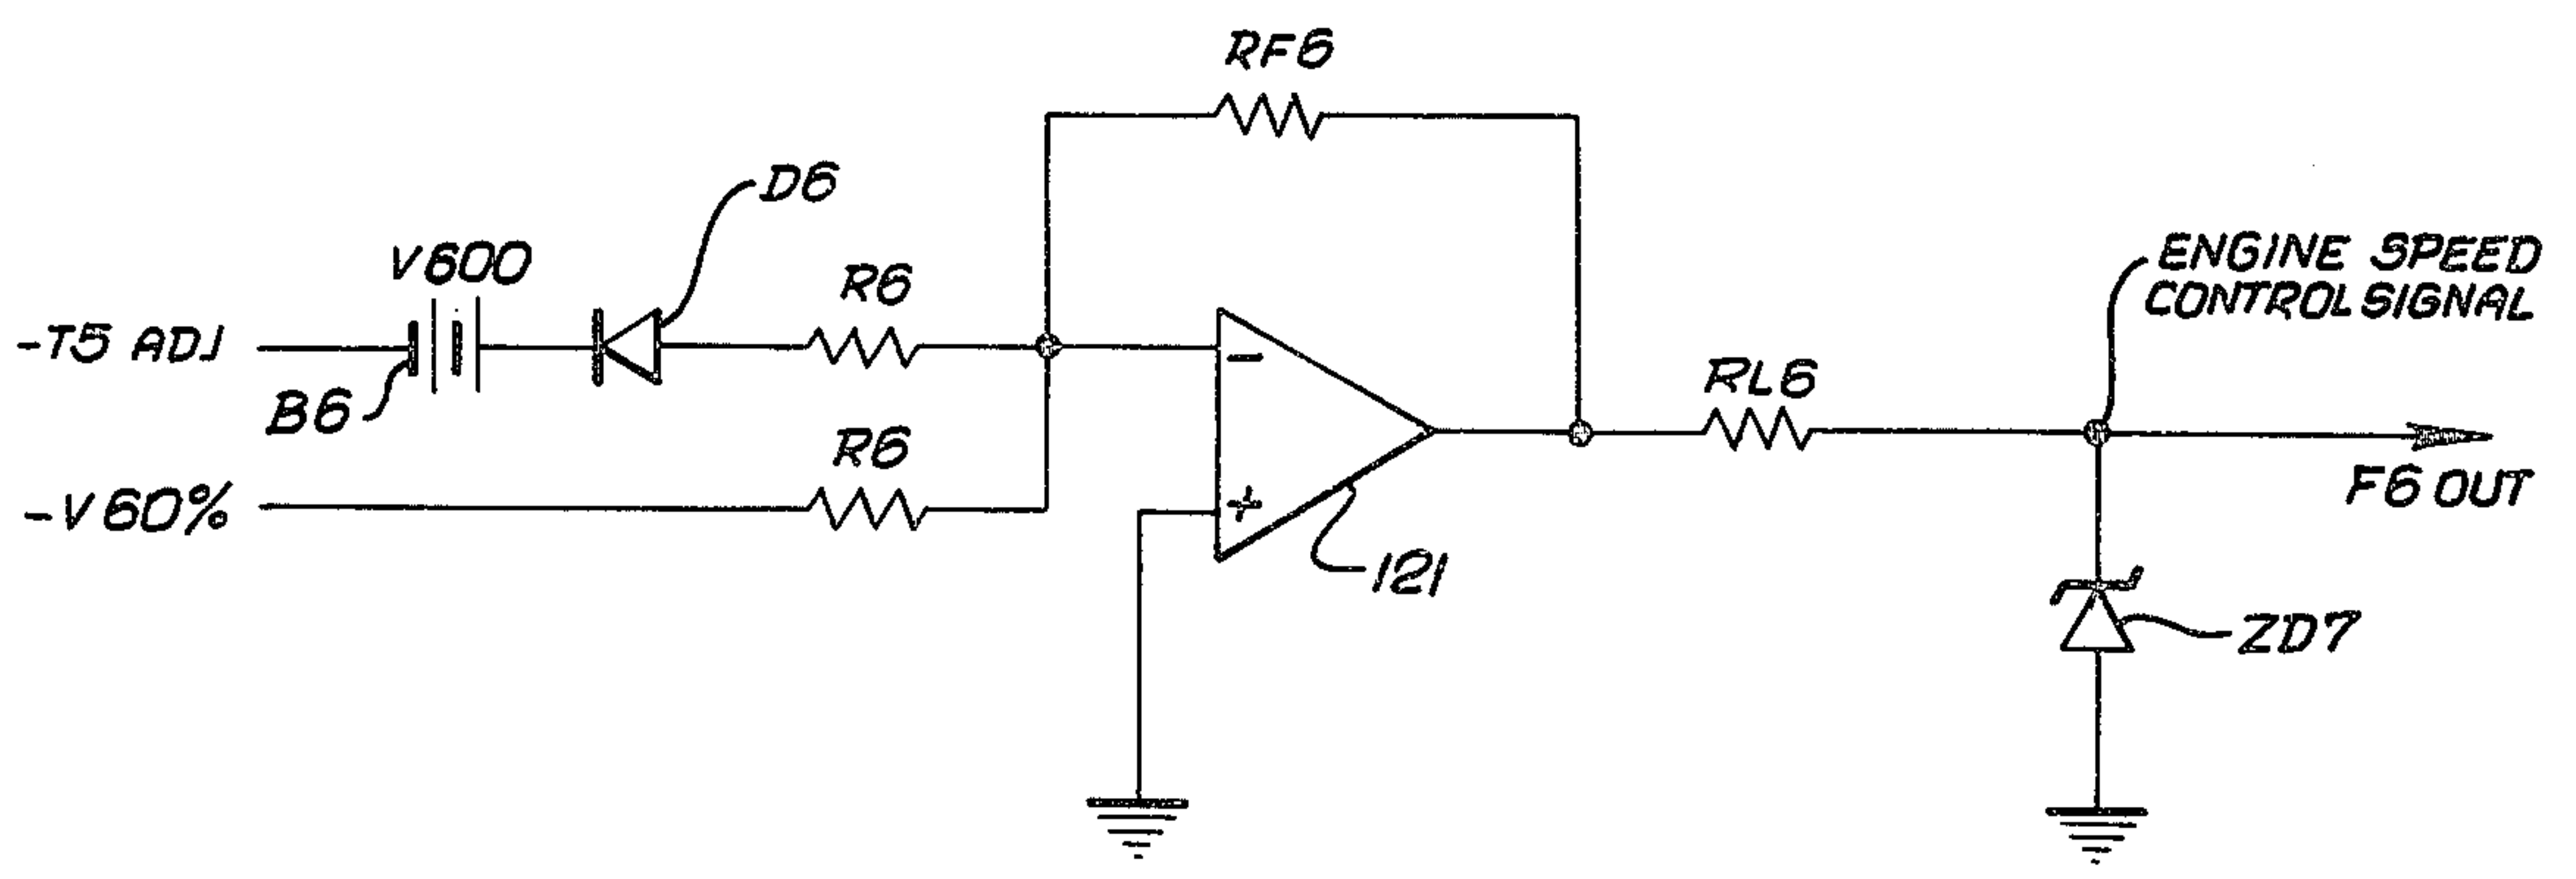 RF6
D6
V600
R6
-T5 ADJ
B6
-
ENGINE SPEED
CONTROL SIGNAL
RL6
R6
-V60%
+
F6 OUT
121
ZD7